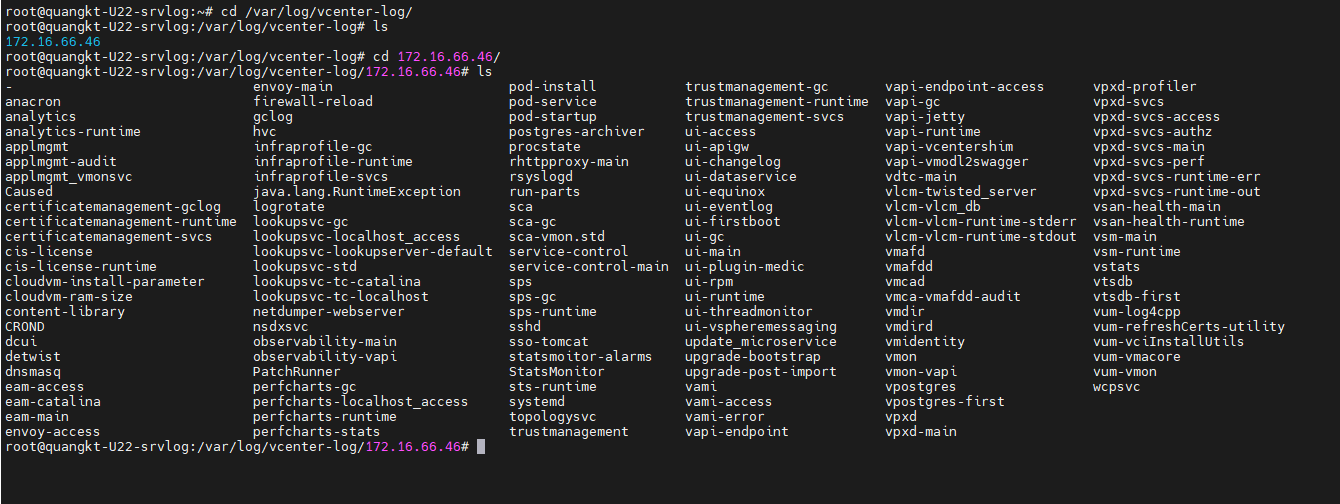 root@quangkt-U22-srvlog:~# cd /var/log/vcenter-log/
root@quangkt-U22-srvlog:/var/log/vcenter-log# ls
172.16.66.46
root@quangkt-U22-srvlog:/var/log/vcenter-log# cd 172.16.66.46/
root@quangkt-U22-srvlog:/var/log/vcenter-log/172.16.66.46# ls
- envoy-main pod-install trustmanagement-gc vapi-endpoint-access vpxd-profiler
anacron firewall-reload pod-service trustmanagement-runtime vapi-gc vpxd-svcs
analytics gclog pod-startup trustmanagement-svcs vapi-jetty vpxd-svcs-access
analytics-runtime hvc postgres-archiver ui-access vapi-runtime vpxd-svcs-authz
applmgmt infraprofile-gc procstate ui-apigw vapi-vcentershim vpxd-svcs-main
applmgmt-audit infraprofile-runtime rhttpproxy-main ui-changelog vapi-vmodl2swagger vpxd-svcs-perf
applmgmt_vmonsvc infraprofile-svcs rsyslogd ui-dataservice vdtc-main vpxd-svcs-runtime-err
Caused java.lang.RuntimeException run-parts ui-equinox vlcm-twisted_server vpxd-svcs-runtime-out
certificatemanagement-gclog logrotate sca ui-eventlog vlcm-vlcm_db vsan-health-main
certificatemanagement-runtime lookupsvc-gc sca-gc ui-firstboot vlcm-vlcm-runtime-stderr vsan-health-runtime
certificatemanagement-svcs lookupsvc-localhost_access sca-vmon.std ui-gc vlcm-vlcm-runtime-stdout vsm-main
cis-license lookupsvc-lookupserver-default service-control ui-main vmafd vsm-runtime
cis-license-runtime lookupsvc-std service-control-main ui-plugin-medic vmafdd vstats
cloudvm-install-parameter lookupsvc-tc-catalina sps ui-rpm vmcad vtsdb
cloudvm-ram-size lookupsvc-tc-localhost sps-gc ui-runtime vmca-vmafdd-audit vtsdb-first
content-library netdumper-webserver sps-runtime ui-threadmonitor vmdir vum-log4cpp
CROND nsdxsvc sshd ui-vspheremessaging vmdird vum-refreshCerts-utility
dcui observability-main sso-tomcat update_microservice vmidentity vum-vciInstallUtils
detwist observability-vapi statsmoitor-alarms upgrade-bootstrap vmon vum-vmacore
dnsmasq PatchRunner StatsMonitor upgrade-post-import vmon-vapi vum-vmon
eam-access perfcharts-gc sts-runtime vami vpostgres wcpsvc
eam-catalina perfcharts-localhost_access systemd vami-access vpostgres-first
eam-main perfcharts-runtime topologysvc vami-error vpxd
envoy-access perfcharts-stats trustmanagement vapi-endpoint vpxd-main
root@quangkt-U22-srvlog:/var/log/vcenter-log/172.16.66.46#